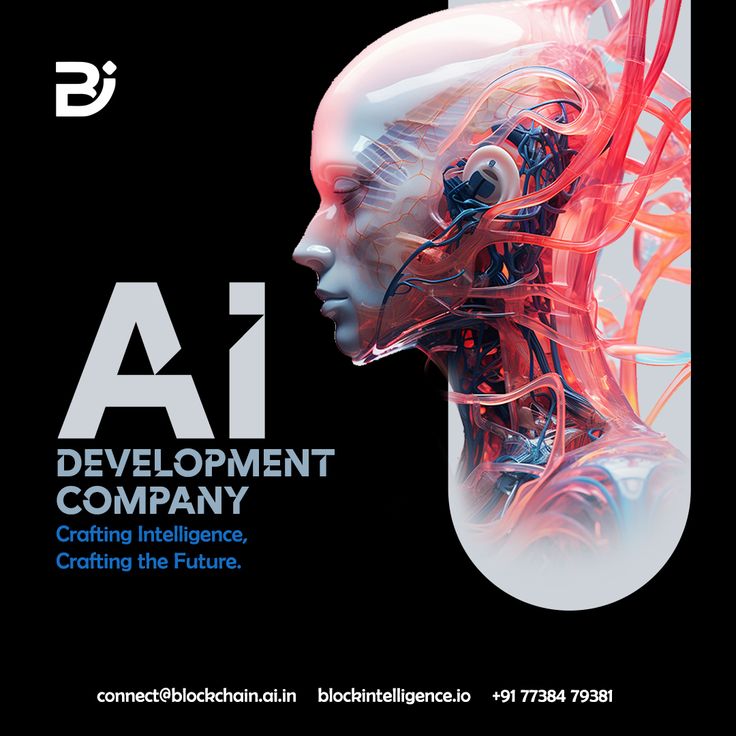 Bi
Ai
DEVELOPMENT
COMPANY
Crafting Intelligence,
Crafting the Future.
connect@blockchain.ai.in blockintelligence.io +91 77384 79381